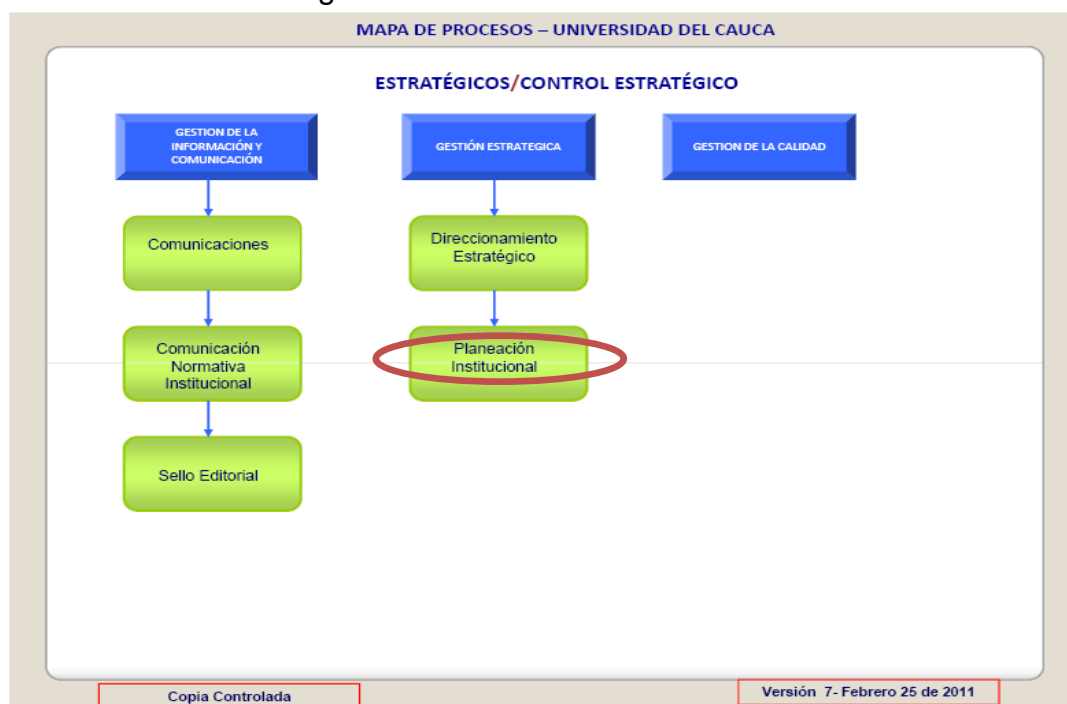 MAPA DE PROCESOS – UNIVERSIDAD DEL CAUCA
ESTRATÉGICOS/CONTROL ESTRATÉGICO
GESTION DE LA
INFORMACIÓN Y
COMUNICACIÓN
GESTIÓN ESTRATEGICA
GESTION DE LA CALIDAD
Comunicaciones
Direccionamiento
Estratégico
Comunicación
Normativa
Institucional
Planeación
Institucional
Sello Editorial
Copia Controlada
Versión 7- Febrero 25 de 2011